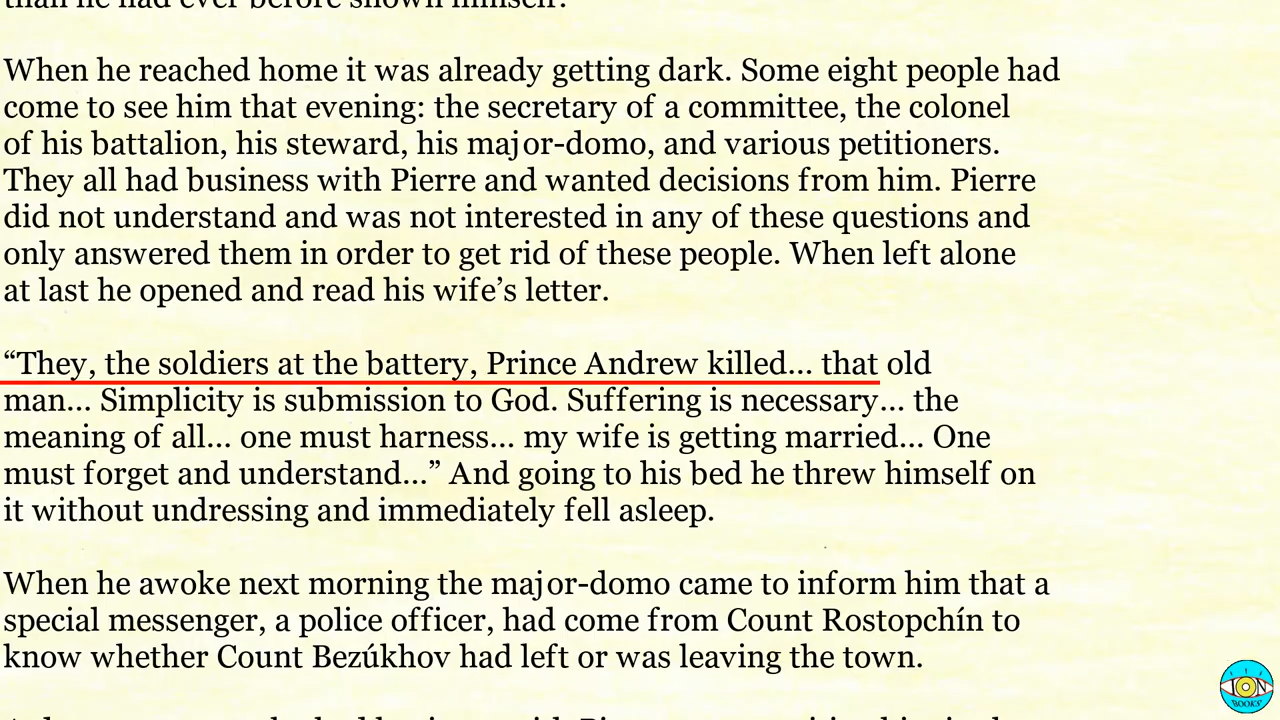 than he had ever before shown himself.
When he reached home it was already getting dark. Some eight people had
come to see him that evening: the secretary of a committee, the colonel
of his battalion, his steward, his major-domo, and various petitioners.
They all had business with Pierre and wanted decisions from him. Pierre
did not understand and was not interested in any of these questions and
only answered them in order to get rid of these people. When left alone
at last he opened and read his wife’s letter.
“They, the soldiers at the battery, Prince Andrew killed... that old
man... Simplicity is submission to God. Suffering is necessary... the
meaning of all... one must harness... my wife is getting married... One
must forget and understand...” And going to his bed he threw himself on
it without undressing and immediately fell asleep.
When he awoke next morning the major-domo came to inform him that a
special messenger, a police officer, had come from Count Rostopchín to
know whether Count Bezúkhov had left or was leaving the town.
ION
BOOKS